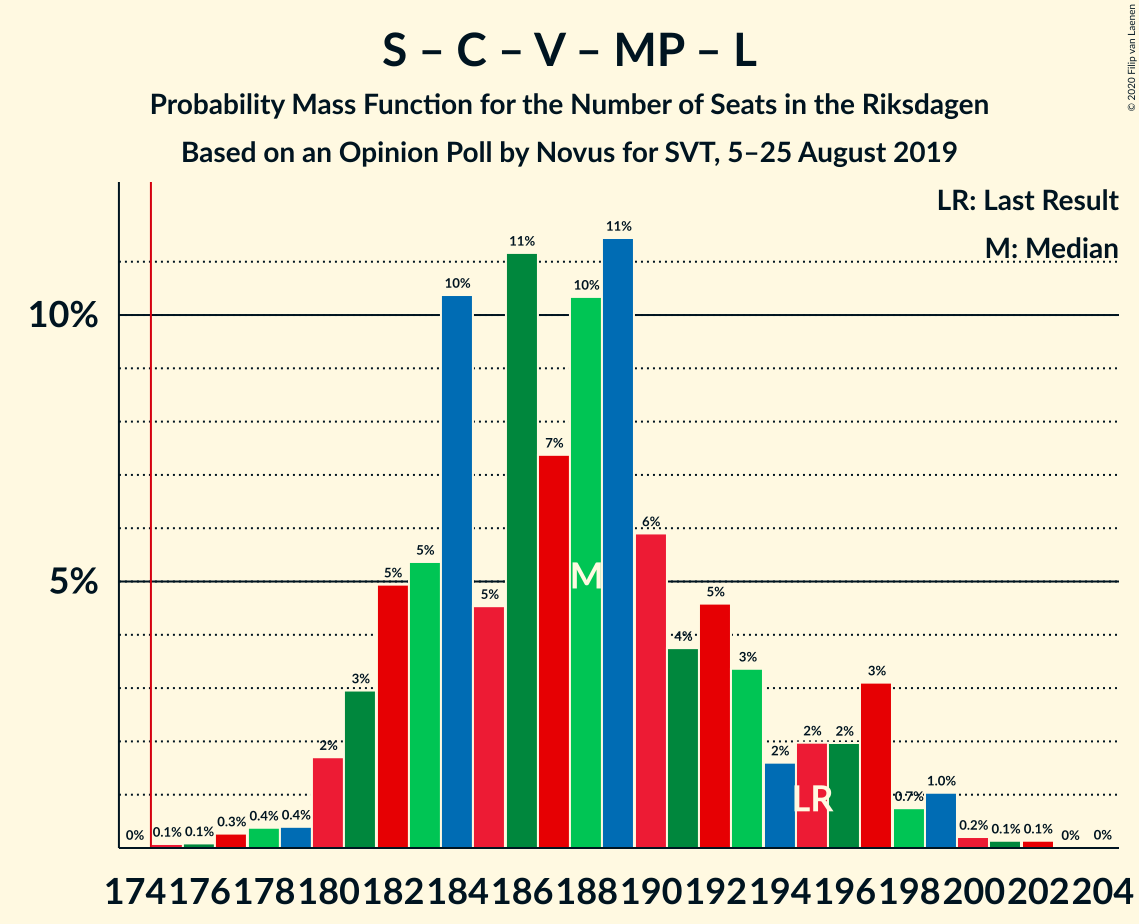 S – C – V – MP – L
Probability Mass Function for the Number of Seats in the Riksdagen
Based on an Opinion Poll by Novus for SVT, 5–25 August 2019
© 2020 Filip van Laenen
LR: Last Result
M: Median
10%
5%
0% 0.1% 0.1% 0.3% 0.4% 0.4% 2% 3% 5% 5% 10% 5% 11% 7% 10% 11% 6% 4% 5% 3% 2% 2% 2% 3% 0.7% 1.0% 0.2% 0.1% 0.1% 0% 0%
M
LR
174 176 178 180 182 184 186 188 190 192 194 196 198 200 202 204